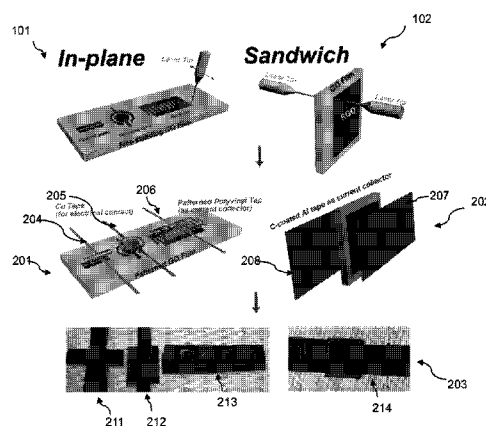 101
In-plane
Sandwich
102
Laser Tip
Laser Tip
GO Film
Laser Tip
RGO
205
206
Cu Tape
(for electrical contact)
204
Patterned Polyvinyl Tap
(as current collector)
C-coated Al tape as current collector
207
202
201
208
203
211
212
213
214